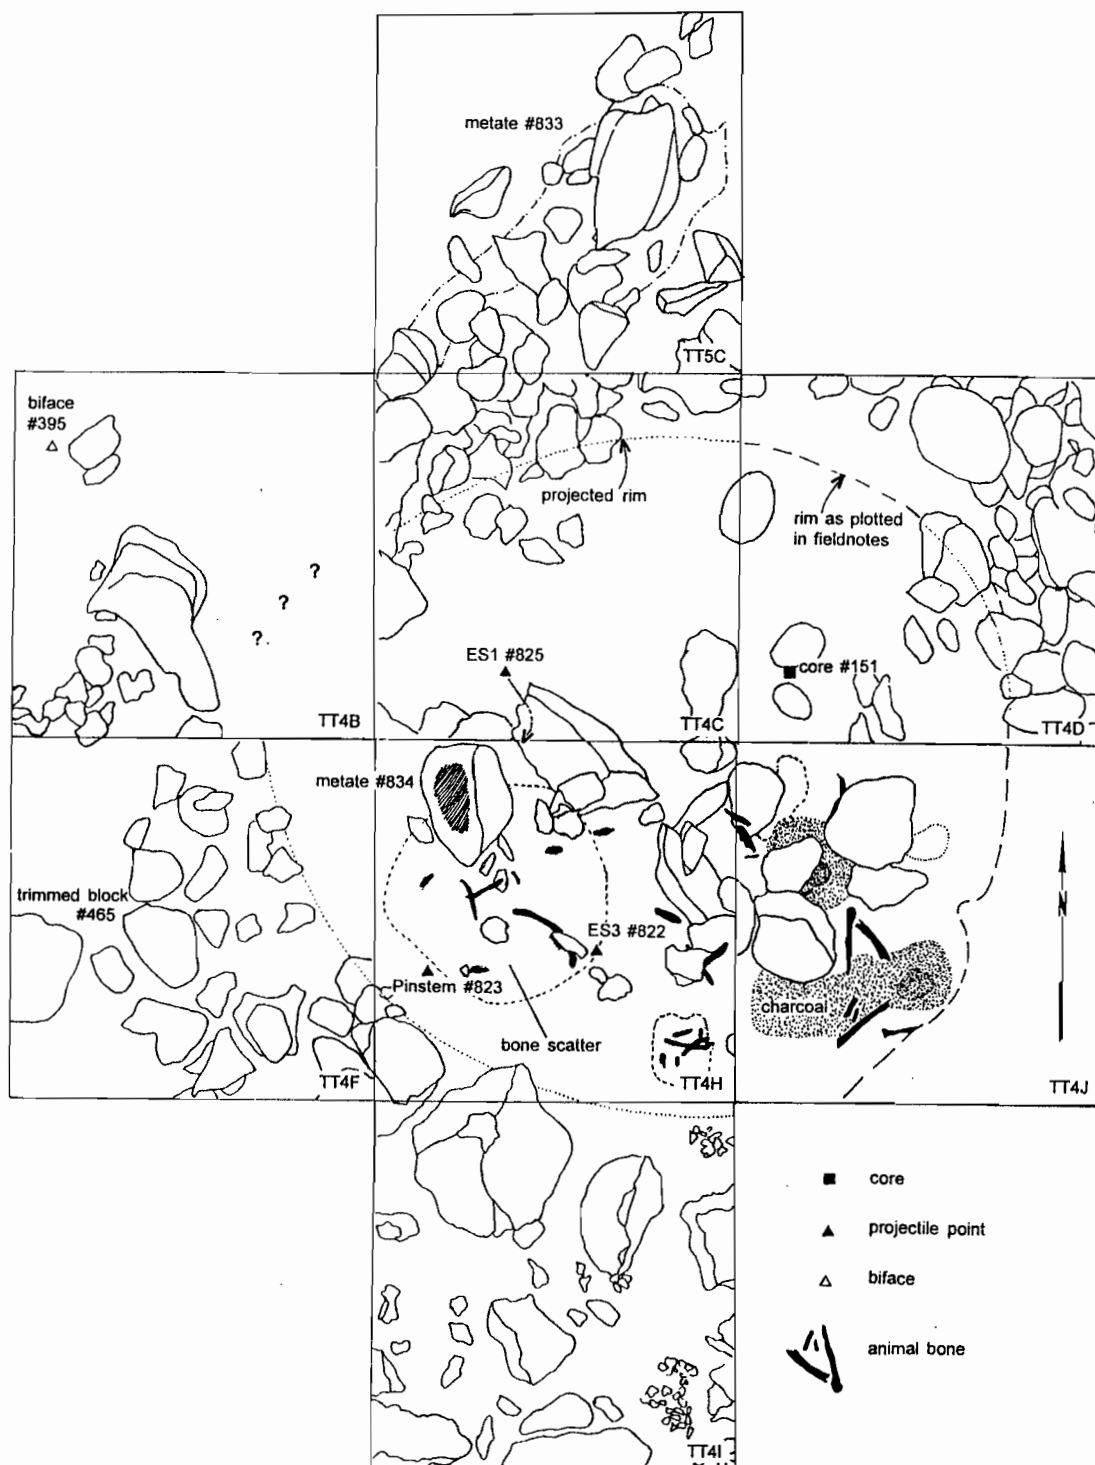 metate #833
TT5C
biface
#395
projected rim
rim as plotted
in fieldnotes
?
?
?
ES1 #825
core #151
TT4B
TT4C
TT4D
metate #834
trimmed block
#465
ES3 #822
Pinstem #823
charcoal
bone scatter
N
TT4F
TT4H
TT4J
core
projectile point
biface
animal bone
TT4I